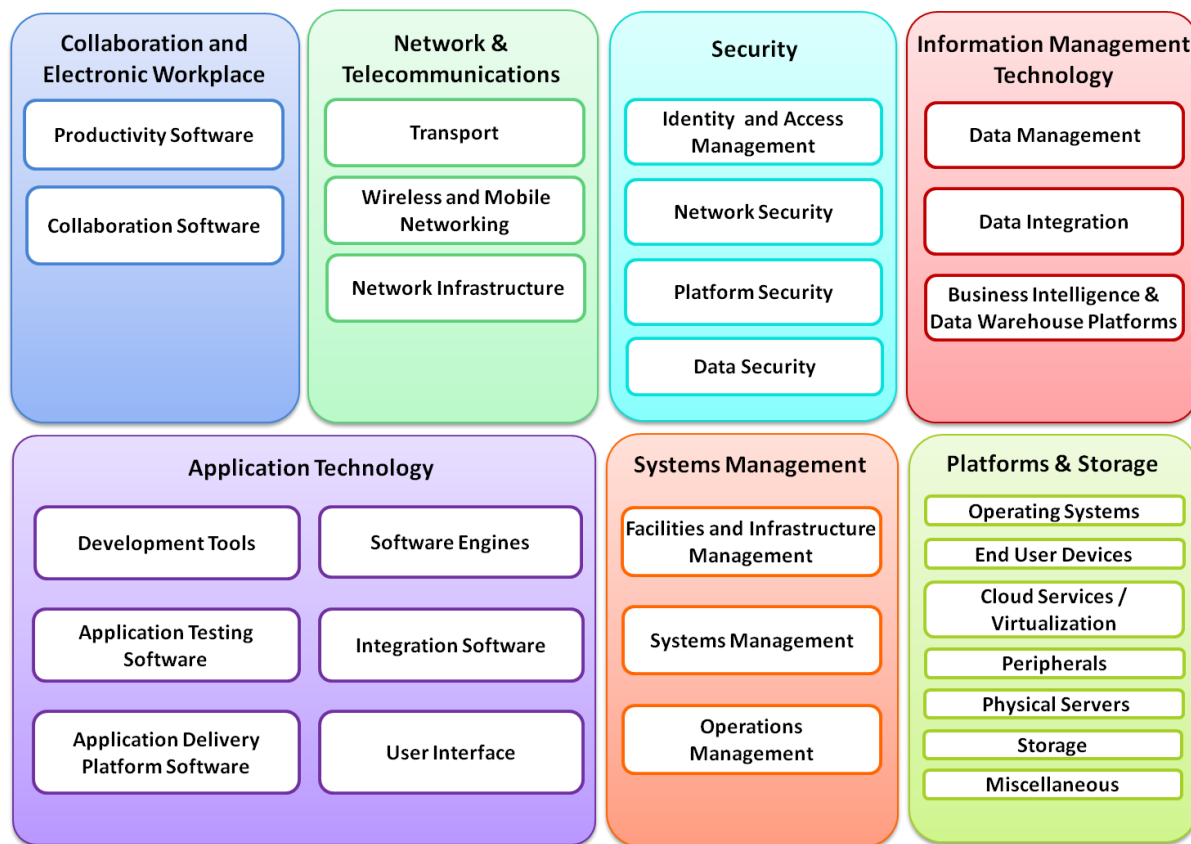 Collaboration and
Electronic Workplace
Productivity Software
Collaboration Software
Network &
Telecommunications
Transport
Wireless and Mobile
Networking
Network Infrastructure
Security
Identity and Access
Management
Network Security
Platform Security
Data Security
Information Management
Technology
Data Management
Data Integration
Business Intelligence &
Data Warehouse Platforms
Application Technology
Development Tools
Software Engines
Application Testing
Software
Integration Software
Application Delivery
Platform Software
User Interface
Systems Management
Facilities and Infrastructure
Management
Systems Management
Operations
Management
Platforms & Storage
Operating Systems
End User Devices
Cloud Services /
Virtualization
Peripherals
Physical Servers
Storage
Miscellaneous